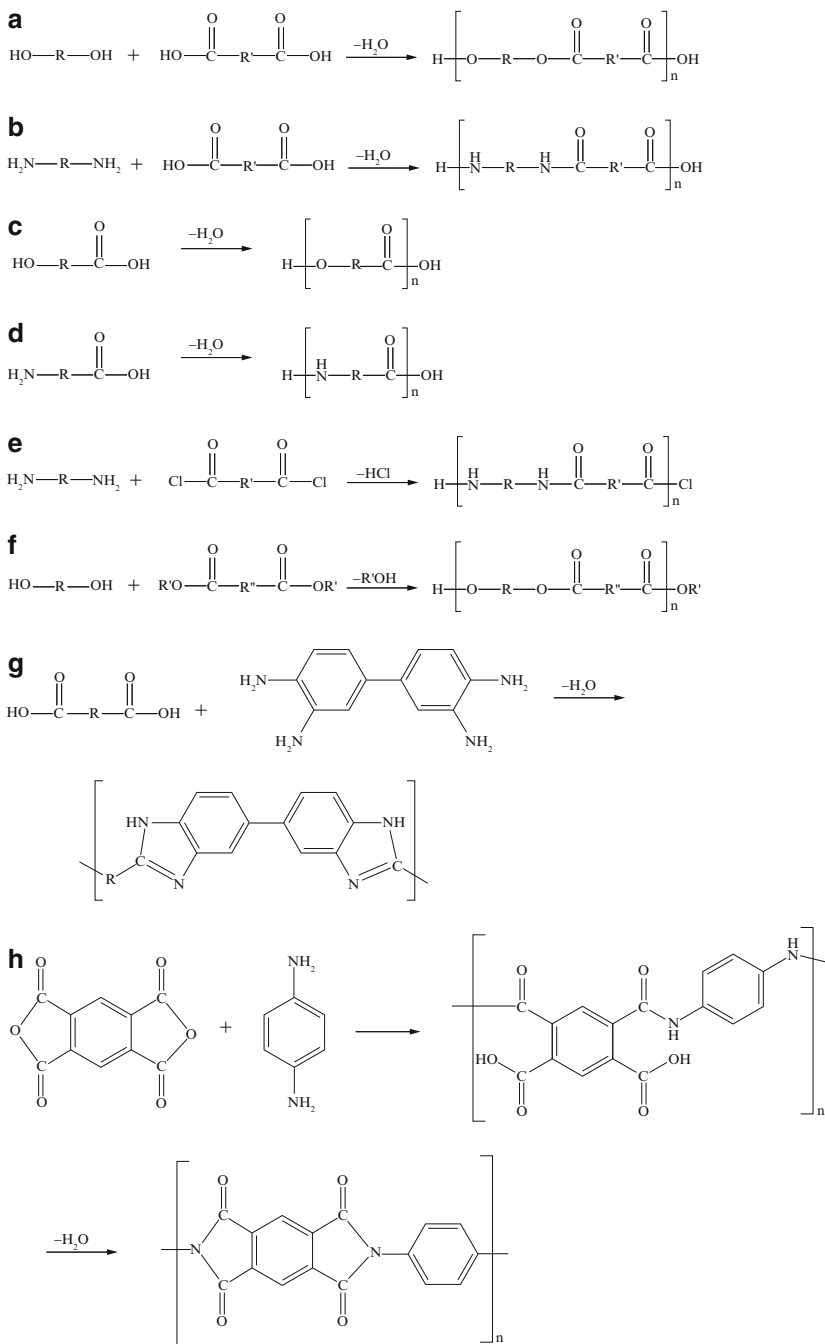 a
O O O O
HO R OH + HO C R' C OH –H₂O H O R O C R' C OH
n
b
O O H H O O
H₂N R NH₂ + HO C R' C OH –H₂O H N R N C R' C OH
n
c
O O
HO R C OH –H₂O H O R C OH
n
d
O H O
H₂N R C OH –H₂O H N R C OH
n
e
O O H H O O
H₂N R NH₂ + Cl C R' C Cl –HCl H N R N C R' C Cl
n
f
O O O O
HO R OH + R'O C R'' C OR' –R'OH H O R O C R'' C OR'
n
g
O O
HO C R C OH + H₂N NH₂ –H₂O
H₂N NH₂
HN NH
C C
R N N
h
O O NH₂ O O H N
C C C C
O O + N H
C C HO C C OH
O O NH₂ O O
n
O O
C C
–H₂O N N
C C
O O
n